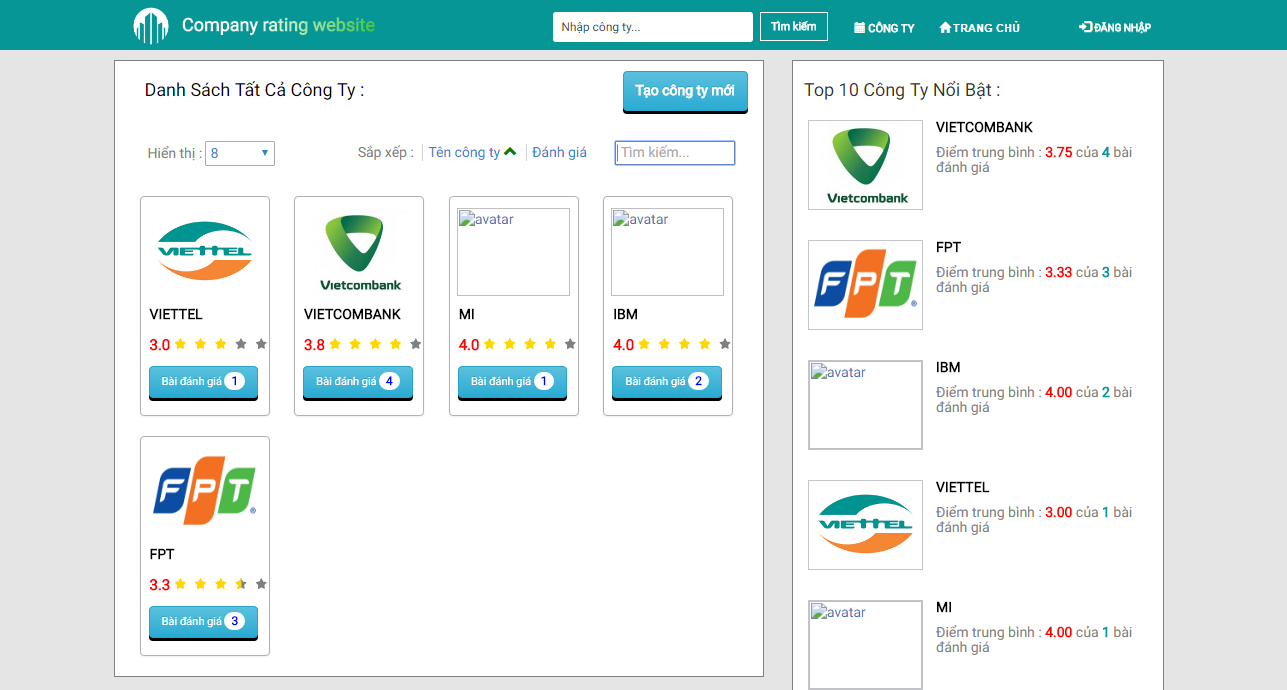 Company rating website
Nhập công ty...
Tìm kiếm
CÔNG TY
TRANG CHỦ
ĐĂNG NHẬP
Danh Sách Tất Cả Công Ty :
Tạo công ty mới
Hiển thị : 8
Sắp xếp : Tên công ty Đánh giá
Tìm kiếm...
VIETTEL
VIETTEL
3.0
Bài đánh giá 1
Vietcombank
VIETCOMBANK
3.8
Bài đánh giá 4
avatar
MI
4.0
Bài đánh giá 1
avatar
IBM
4.0
Bài đánh giá 2
FPT
®
FPT
3.3
Bài đánh giá 3
Top 10 Công Ty Nổi Bật :
Vietcombank
VIETCOMBANK
Điểm trung bình : 3.75 của 4 bài
đánh giá
FPT
®
FPT
Điểm trung bình : 3.33 của 3 bài
đánh giá
avatar
IBM
Điểm trung bình : 4.00 của 2 bài
đánh giá
VIETTEL
VIETTEL
Điểm trung bình : 3.00 của 1 bài
đánh giá
avatar
MI
Điểm trung bình : 4.00 của 1 bài
đánh giá